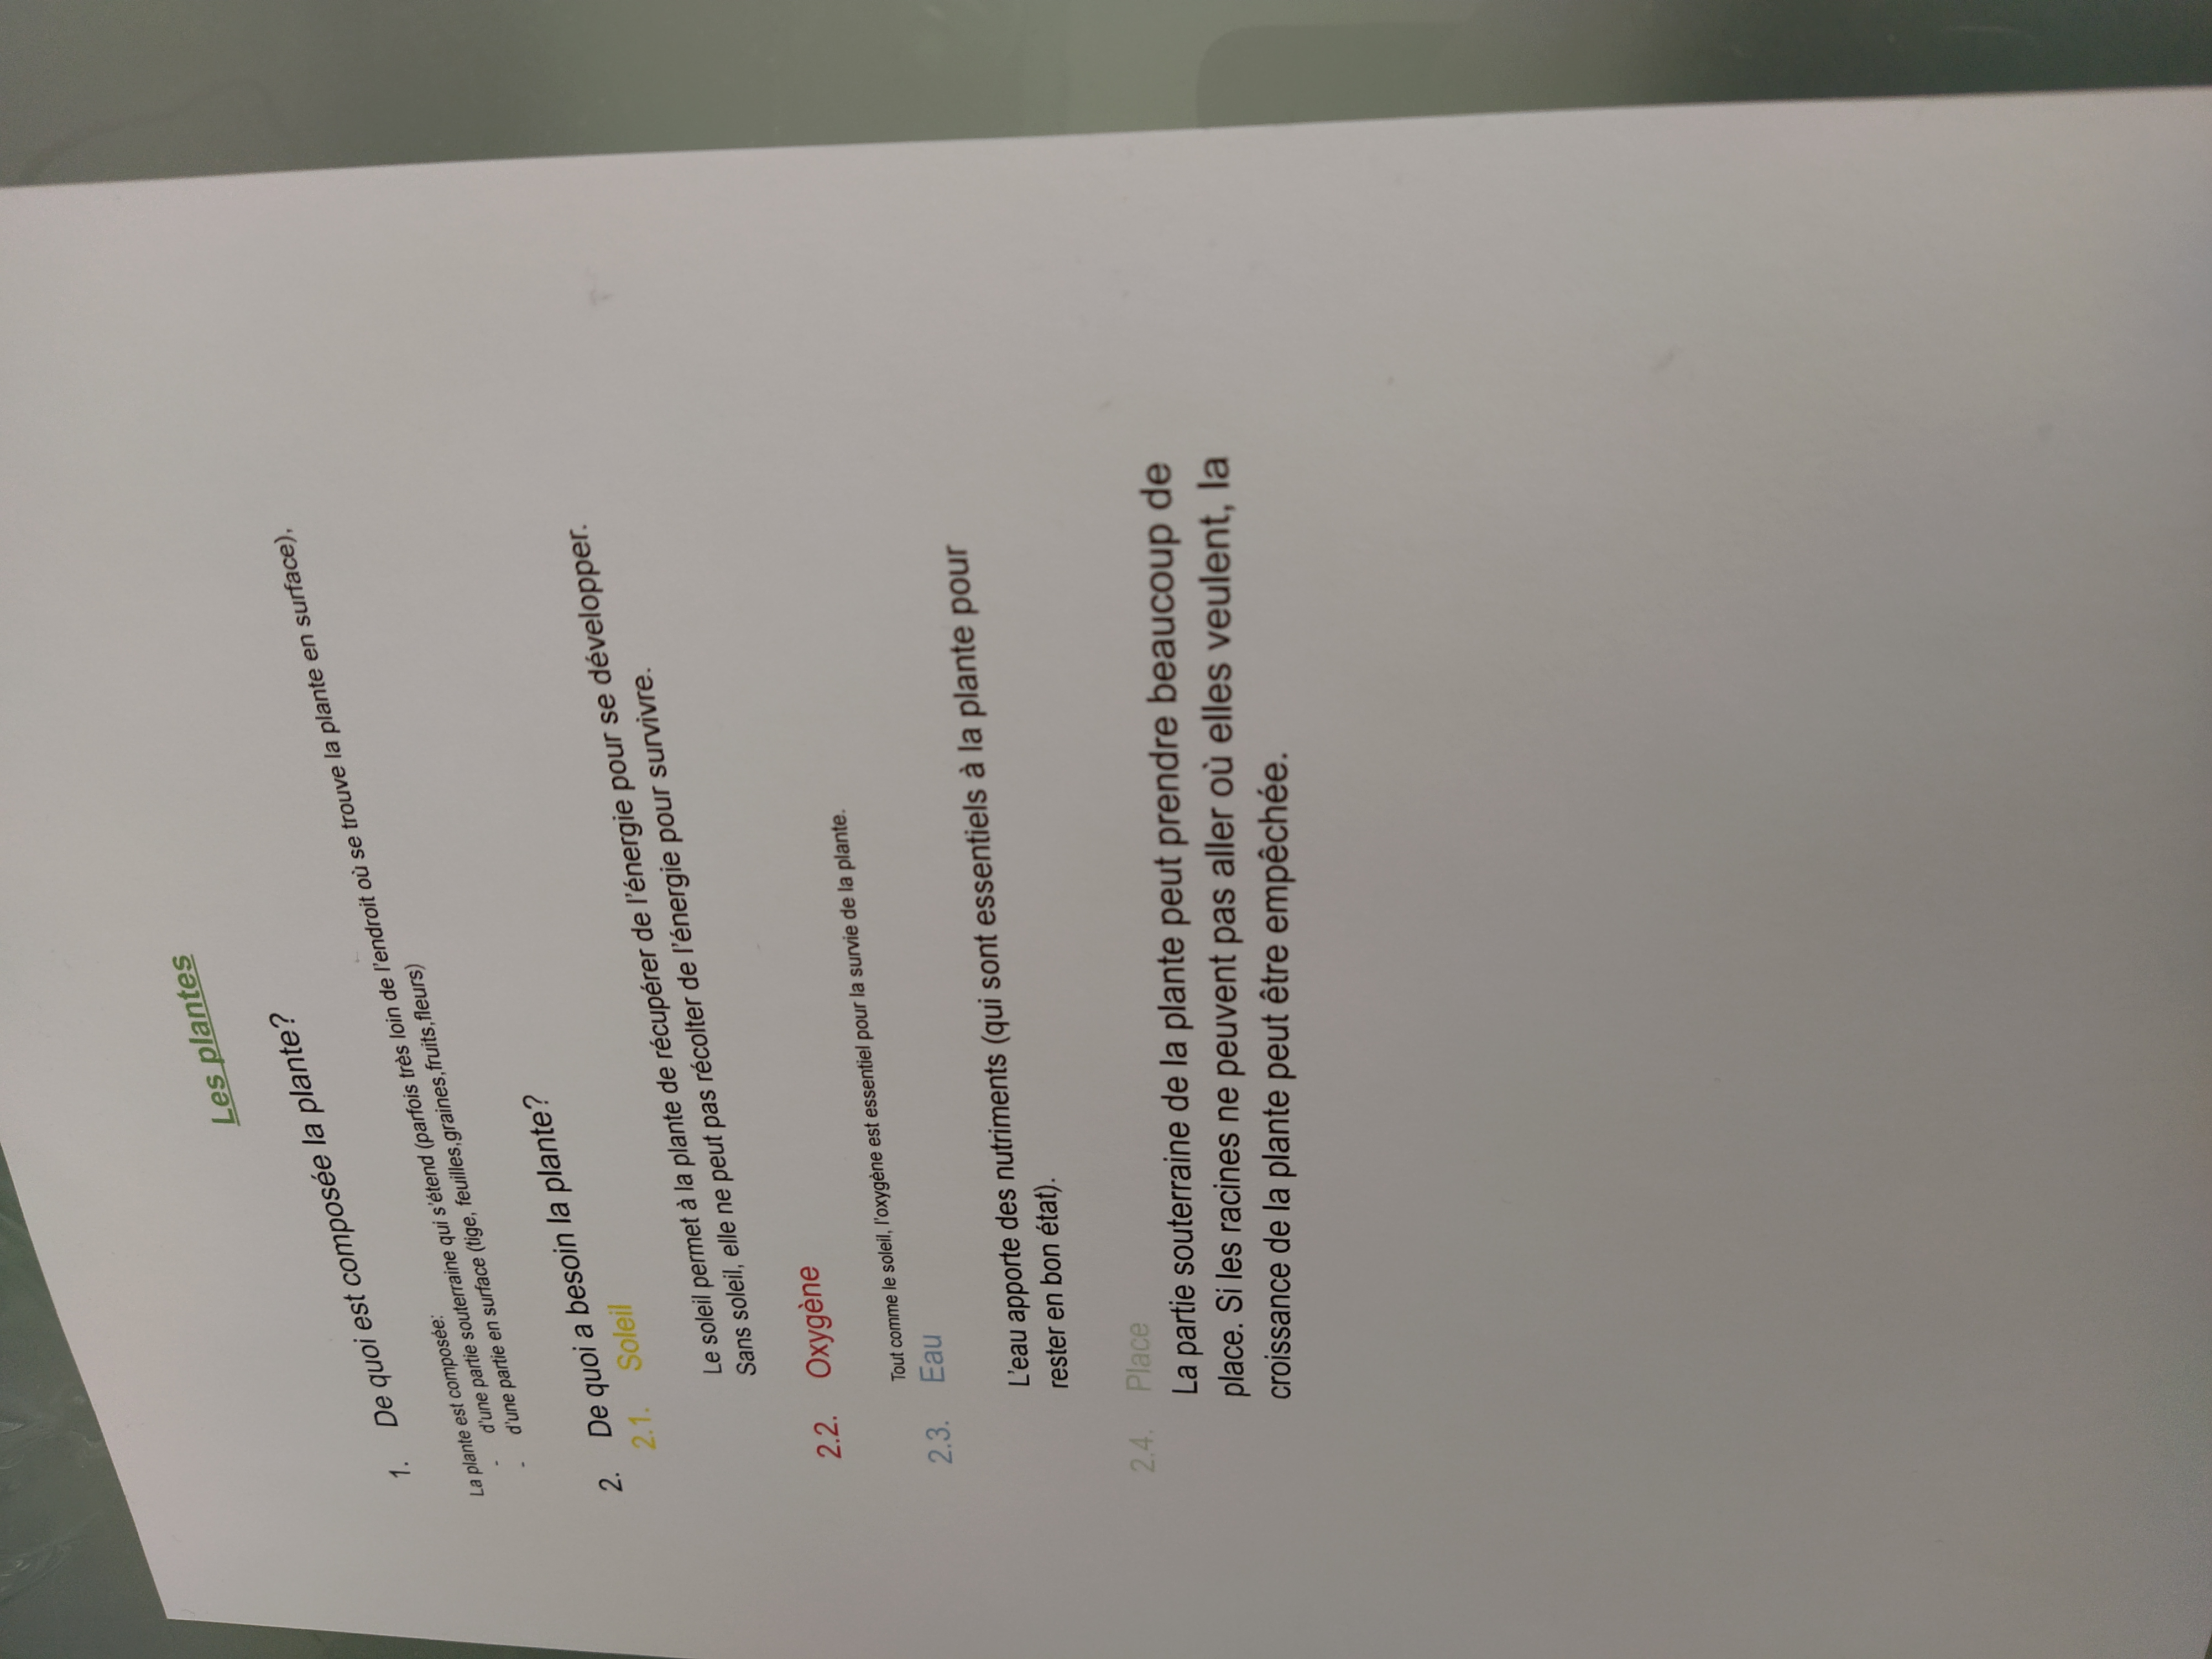 Les plantes
1. De quoi est composée la plante?
La plante est composée:
- d'une partie souterraine qui s'étend (parfois très loin de l'endroit où se trouve la plante en surface),
- d'une partie en surface (tige, feuilles,graines,fruits,fleurs)
2. De quoi a besoin la plante?
2.1. Soleil
Le soleil permet à la plante de récupérer de l'énergie pour se développer.
Sans soleil, elle ne peut pas récolter de l'énergie pour survivre.
2.2. Oxygène
Tout comme le soleil, l'oxygène est essentiel pour la survie de la plante.
2.3. Eau
L'eau apporte des nutriments (qui sont essentiels à la plante pour
rester en bon état).
2.4. Place
La partie souterraine de la plante peut prendre beaucoup de
place. Si les racines ne peuvent pas aller où elles veulent, la
croissance de la plante peut être empêchée.